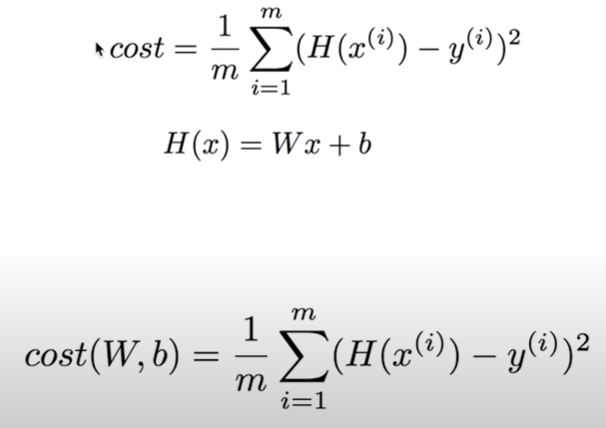 cost = \frac{1}{m} \sum_{i=1}^{m} (H(x^{(i)}) - y^{(i)})^2
H(x) = Wx + b
cost(W, b) = \frac{1}{m} \sum_{i=1}^{m} (H(x^{(i)}) - y^{(i)})^2